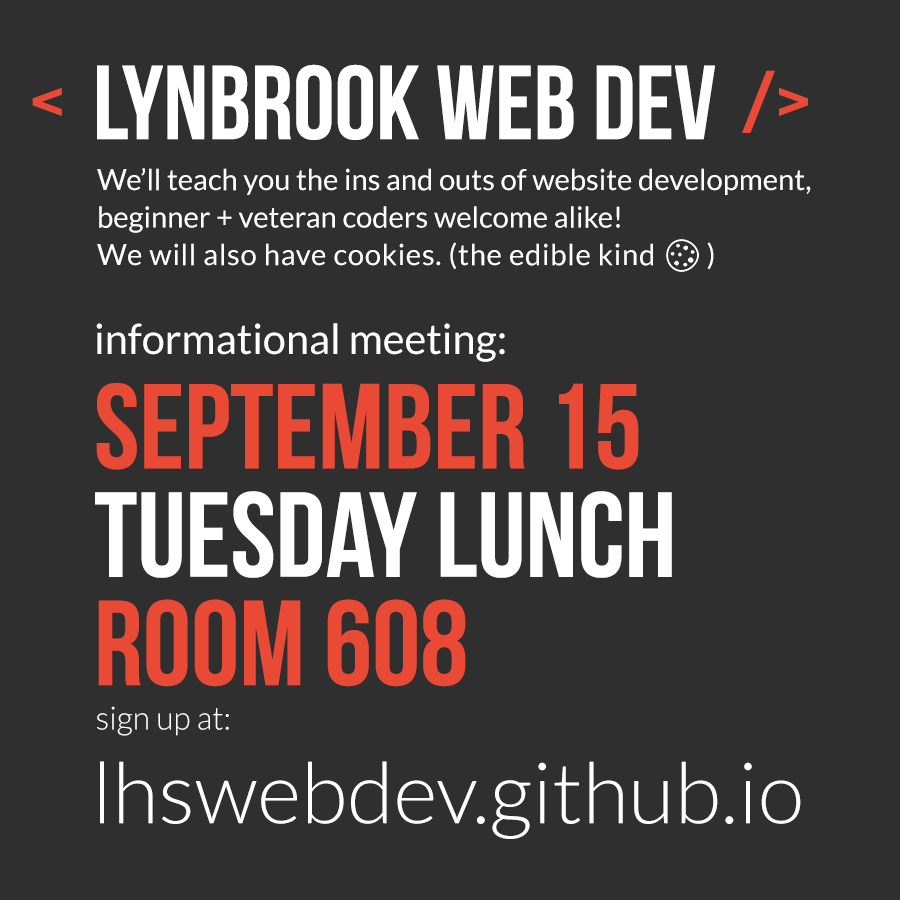 < LYNBROOK WEB DEV />
We’ll teach you the ins and outs of website development,
beginner + veteran coders welcome alike!
We will also have cookies. (the edible kind 🍪)
informational meeting:
SEPTEMBER 15
TUESDAY LUNCH
ROOM 608
sign up at:
lhswebdev.github.io